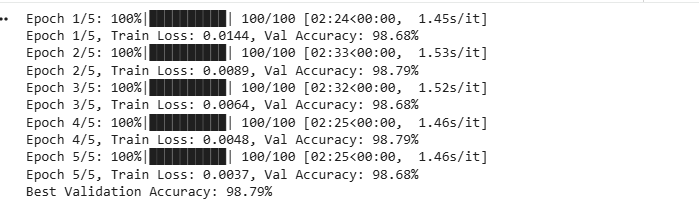 •• Epoch 1/5: 100%|██████████| 100/100 [02:24<00:00,  1.45s/it]
Epoch 1/5, Train Loss: 0.0144, Val Accuracy: 98.68%
Epoch 2/5: 100%|██████████| 100/100 [02:33<00:00,  1.53s/it]
Epoch 2/5, Train Loss: 0.0089, Val Accuracy: 98.79%
Epoch 3/5: 100%|██████████| 100/100 [02:32<00:00,  1.52s/it]
Epoch 3/5, Train Loss: 0.0064, Val Accuracy: 98.68%
Epoch 4/5: 100%|██████████| 100/100 [02:25<00:00,  1.46s/it]
Epoch 4/5, Train Loss: 0.0048, Val Accuracy: 98.79%
Epoch 5/5: 100%|██████████| 100/100 [02:25<00:00,  1.46s/it]
Epoch 5/5, Train Loss: 0.0037, Val Accuracy: 98.68%
Best Validation Accuracy: 98.79%